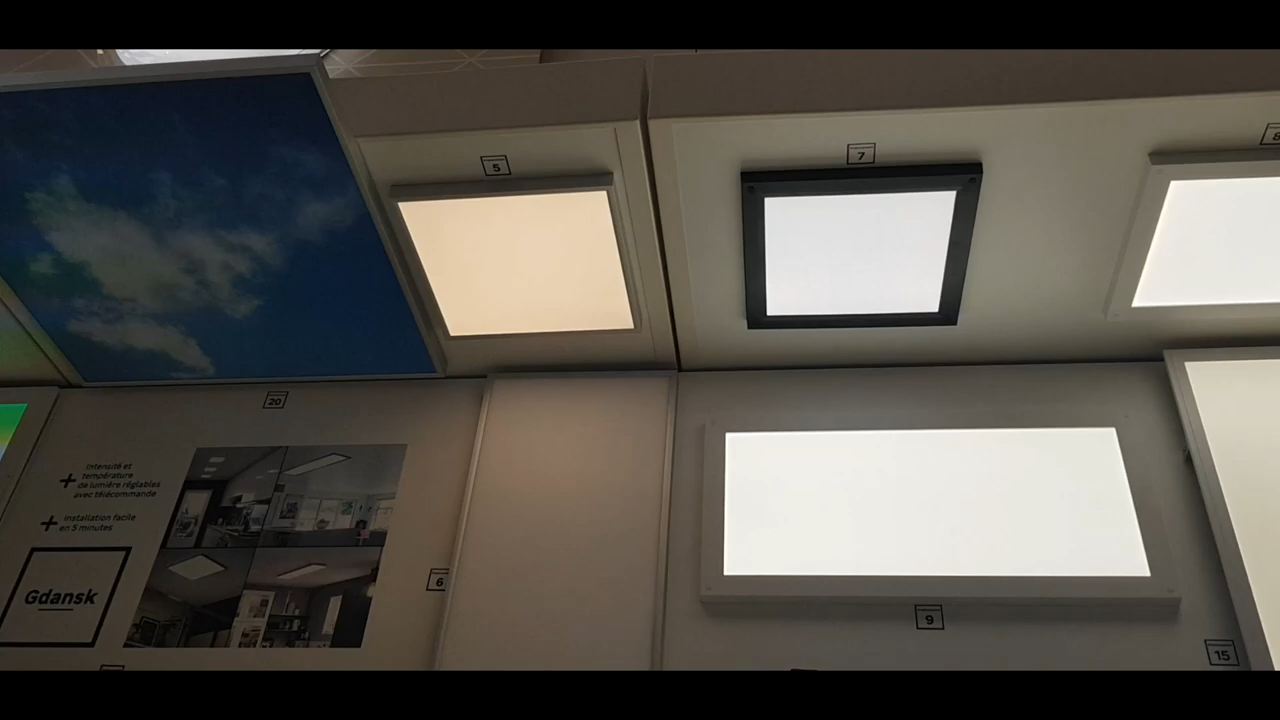 5
7
8
20
+ Intensité et
température
de lumière réglables
avec télécommande
+ Installation facile
en 5 minutes
Gdansk
6
9
15